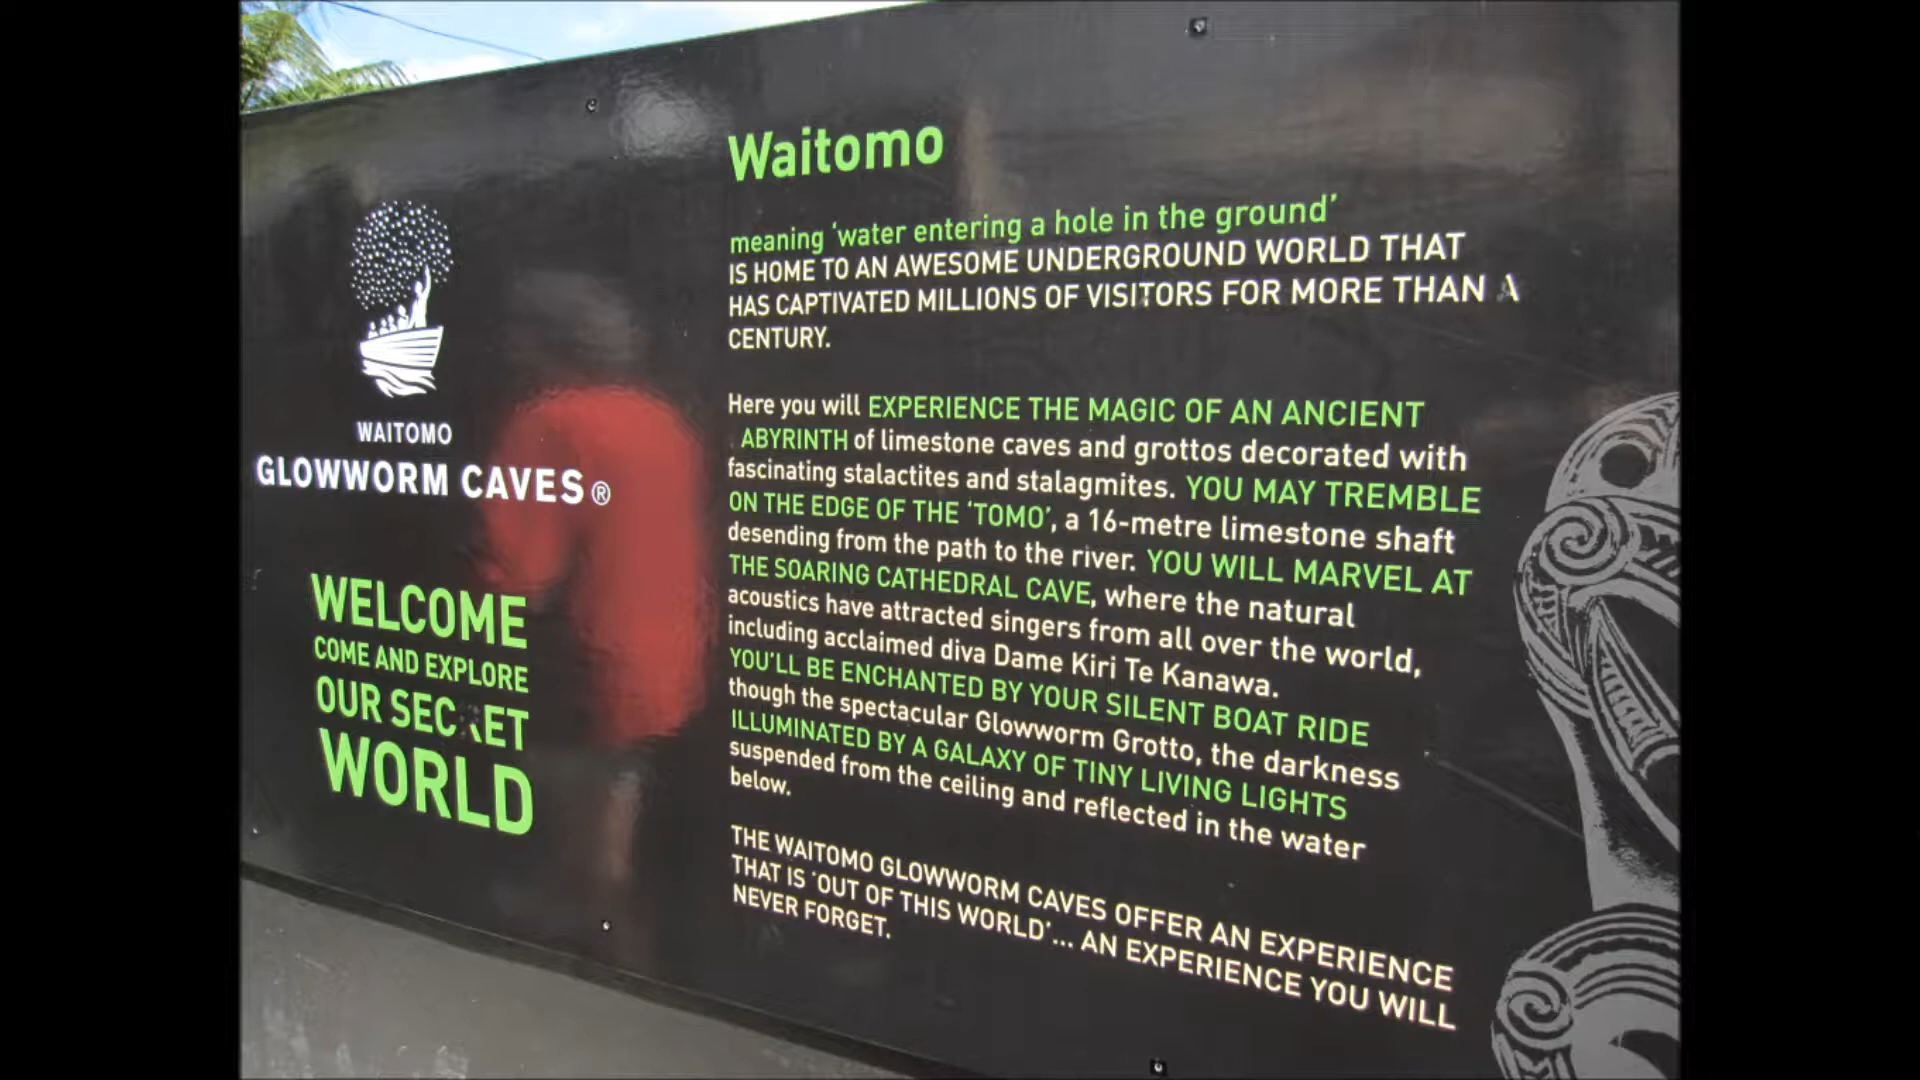 WAITOMO
GLOWWORM CAVES®
WELCOME
COME AND EXPLORE
OUR SECRET
WORLD
Waitomo
meaning 'water entering a hole in the ground'
IS HOME TO AN AWESOME UNDERGROUND WORLD THAT
HAS CAPTIVATED MILLIONS OF VISITORS FOR MORE THAN A
CENTURY.
Here you will EXPERIENCE THE MAGIC OF AN ANCIENT
ABYRINTH of limestone caves and grottos decorated with
fascinating stalactites and stalagmites. YOU MAY TREMBLE
ON THE EDGE OF THE 'TOMO', a 16-metre limestone shaft
desending from the path to the river. YOU WILL MARVEL AT
THE SOARING CATHEDRAL CAVE, where the natural
acoustics have attracted singers from all over the world,
including acclaimed diva Dame Kiri Te Kanawa.
YOU'LL BE ENCHANTED BY YOUR SILENT BOAT RIDE
though the spectacular Glowworm Grotto, the darkness
ILLUMINATED BY A GALAXY OF TINY LIVING LIGHTS
suspended from the ceiling and reflected in the water
below.
THE WAITOMO GLOWWORM CAVES OFFER AN EXPERIENCE
THAT IS 'OUT OF THIS WORLD'... AN EXPERIENCE YOU WILL
NEVER FORGET.